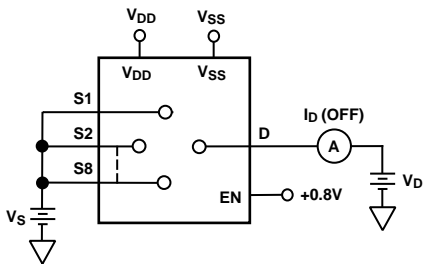 VDD VSS
VDD VSS
S1
S2
S8
D
ID (OFF)
A
EN
+0.8V
VS
VD